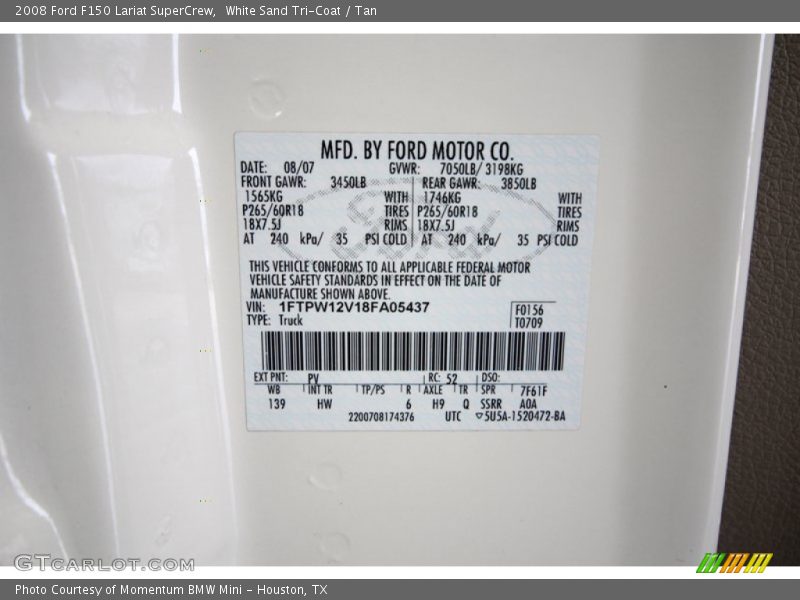 2008 Ford F150 Lariat SuperCrew,  White Sand Tri-Coat / Tan
MFD. BY FORD MOTOR CO.
DATE: 08/07 GVWR: 7050LB/ 3198KG
FRONT GAWR: 3450LB REAR GAWR: 3850LB
1565KG WITH 1746KG WITH
P265/60R18 TIRES P265/60R18 TIRES
18X7.5J RIMS 18X7.5J RIMS
AT 240 kPa/ 35 PSI COLD AT 240 kPa/ 35 PSI COLD
THIS VEHICLE CONFORMS TO ALL APPLICABLE FEDERAL MOTOR
VEHICLE SAFETY STANDARDS IN EFFECT ON THE DATE OF
MANUFACTURE SHOWN ABOVE.
VIN: 1FTPW12V18FA05437 F0156
TYPE: Truck T0709
EXT PNT: PV RC: 52 DSO:
WB INT TR TP/PS R AXLE TR SPR 7F61F
139 HW 6 H9 Q SSRR A0A
2200708174376 UTC ▽5U5A-1520472-BA
GTCarLot.com
Photo Courtesy of Momentum BMW Mini - Houston, TX